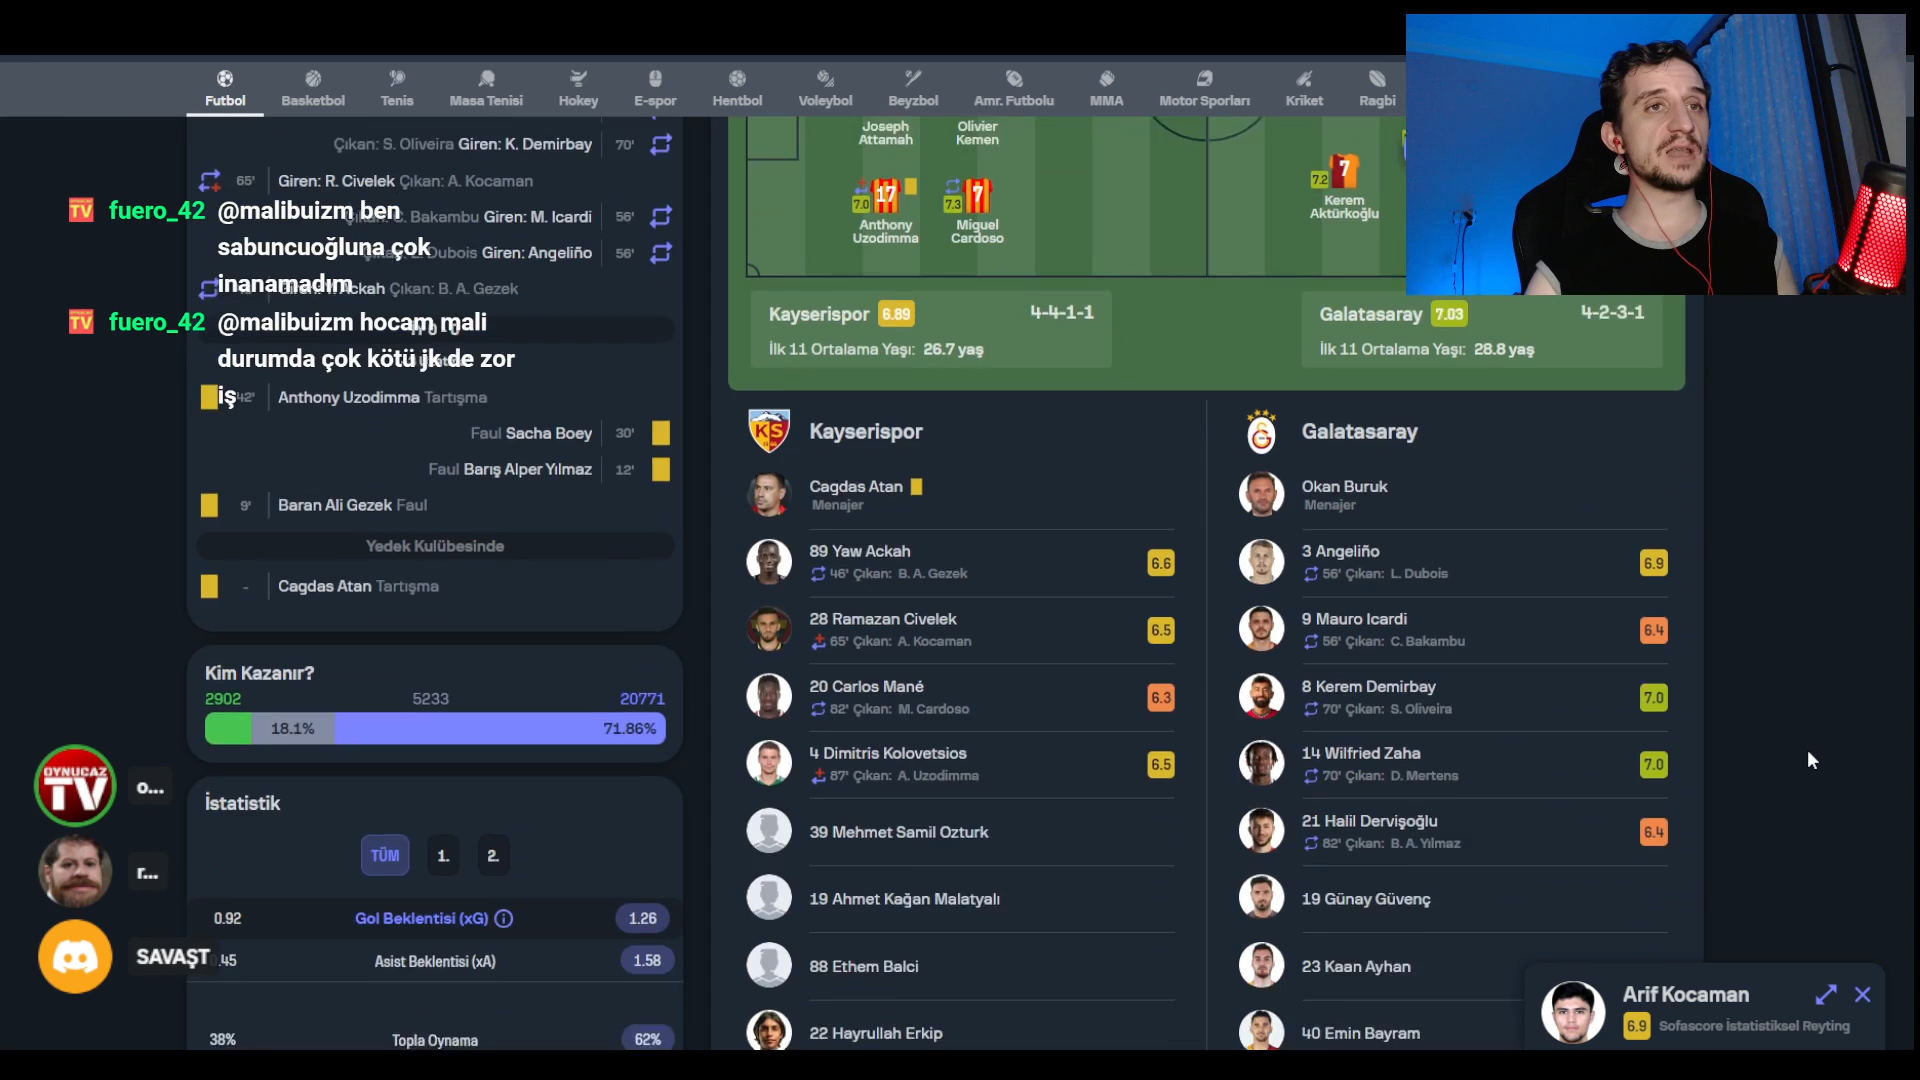 Futbol
Basketbol
Tenis
Masa Tenisi
Hokey
E-spor
Hentbol
Voleybol
Beyzbol
Amr. Futbolu
MMA
Motor Sporları
Kriket
Ragbi
Çıkan: S. Oliveira Giren: K. Demirbay 70'
65' Giren: R. Civelek Çıkan: A. Kocaman
Bakambu Giren: M. Icardi 56'
Dubois Giren: Angeliño 56'
Ackah Çıkan: B. A. Gezek
fuero_42 @malibuizm ben
sabuncuoğluna çok
inanamadım
fuero_42 @malibuizm hocam mali
durumda çok kötü jk de zor
iş
42' Anthony Uzodimma Tartışma
Faul Sacha Boey 30'
Faul Barış Alper Yılmaz 12'
9' Baran Ali Gezek Faul
Yedek Kulübesinde
- Cagdas Atan Tartışma
Kim Kazanır?
2902 5233 20771
18.1% 71.86%
İstatistik
TÜM 1. 2.
0.92 Gol Beklentisi (xG) 1.26
45 Asist Beklentisi (xA) 1.58
38% Topla Oynama 62%
OYNUCAZ
TV
o...
r...
SAVAŞT
Joseph
Attamah
Olivier
Kemen
17
7.0
Anthony
Uzodimma
7
7.3
Miguel
Cardoso
7
7.2
Kerem
Aktürkoğlu
Kayserispor 6.89 4-4-1-1
İlk 11 Ortalama Yaşı: 26.7 yaş
Galatasaray 7.03 4-2-3-1
İlk 11 Ortalama Yaşı: 28.8 yaş
KS
Kayserispor
Cagdas Atan
Menajer
89 Yaw Ackah 6.6
46' Çıkan: B. A. Gezek
28 Ramazan Civelek 6.5
65' Çıkan: A. Kocaman
20 Carlos Mané 6.3
82' Çıkan: M. Cardoso
4 Dimitris Kolovetsios 6.5
87' Çıkan: A. Uzodimma
39 Mehmet Samil Ozturk
19 Ahmet Kağan Malatyalı
88 Ethem Balci
22 Hayrullah Erkip
Galatasaray
Okan Buruk
Menajer
3 Angeliño 6.9
56' Çıkan: L. Dubois
9 Mauro Icardi 6.4
56' Çıkan: C. Bakambu
8 Kerem Demirbay 7.0
70' Çıkan: S. Oliveira
14 Wilfried Zaha 7.0
70' Çıkan: D. Mertens
21 Halil Dervişoğlu 6.4
82' Çıkan: B. A. Yılmaz
19 Günay Güvenç
23 Kaan Ayhan
40 Emin Bayram
Arif Kocaman
6.9 Sofascore İstatistiksel Reyting